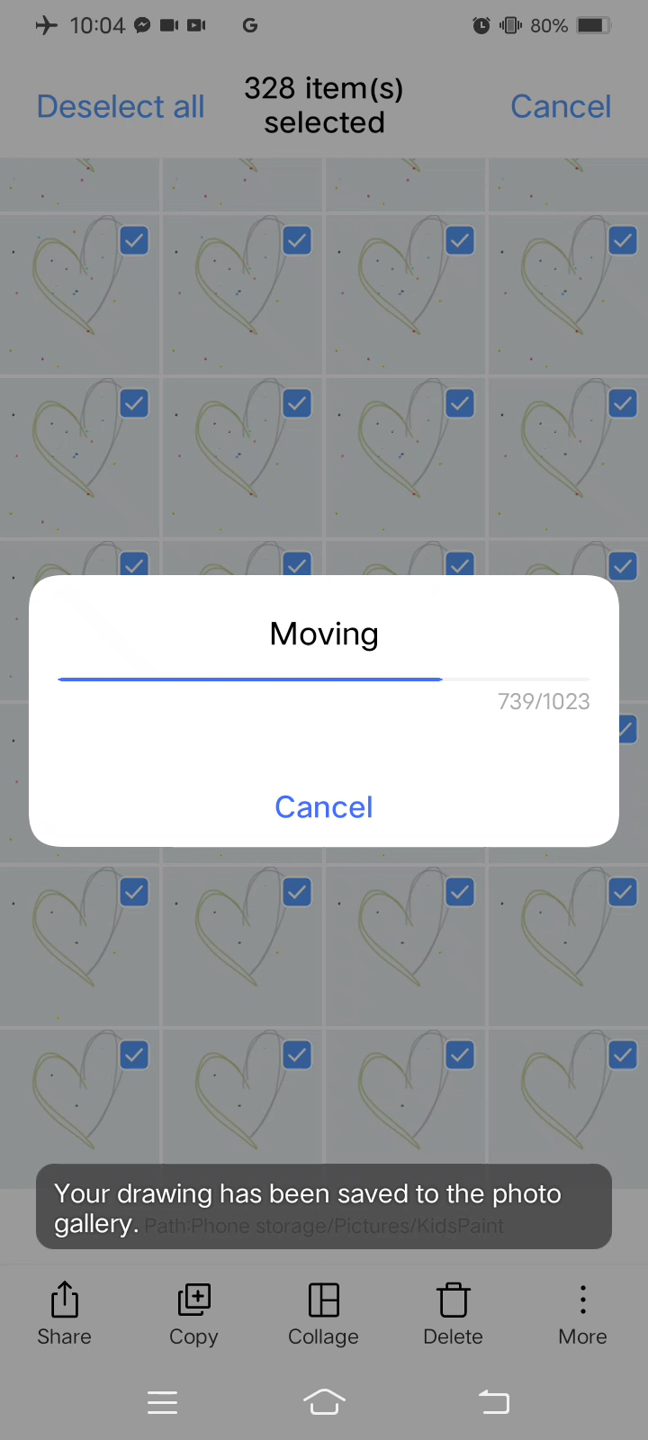 10:04
80%
Deselect all
328 item(s)
selected
Cancel
Moving
739/1023
Cancel
Your drawing has been saved to the photo
gallery.
Path:Phone storage/Pictures/KidsPaint
Share
Copy
Collage
Delete
More